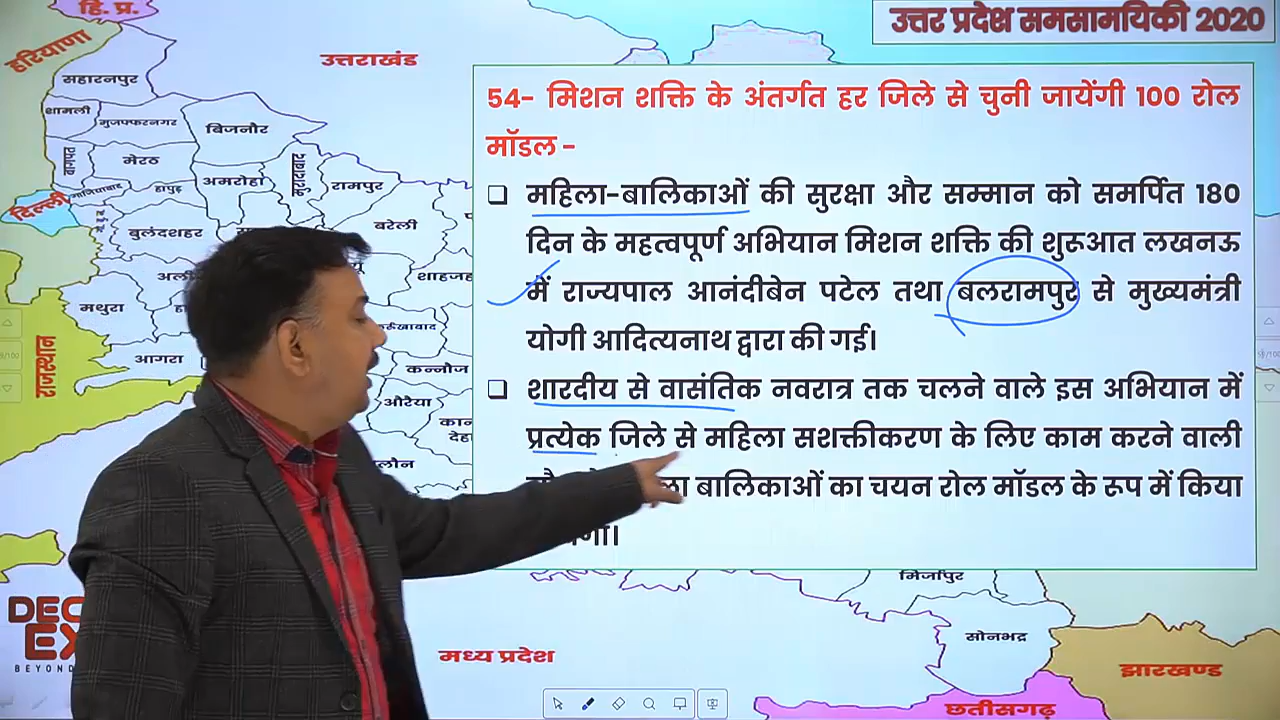 उत्तर प्रदेश समसामयिकी 2020
54- मिशन शक्ति के अंतर्गत हर जिले से चुनी जायेंगी 100 रोल
मॉडल -
महिला-बालिकाओं की सुरक्षा और सम्मान को समर्पित 180
दिन के महत्वपूर्ण अभियान मिशन शक्ति की शुरूआत लखनऊ
में राज्यपाल आनंदीबेन पटेल तथा बलरामपुर से मुख्यमंत्री
योगी आदित्यनाथ द्वारा की गई।
शारदीय से वासंतिक नवरात्र तक चलने वाले इस अभियान में
प्रत्येक जिले से महिला सशक्तीकरण के लिए काम करने वाली
बालिकाओं का चयन रोल मॉडल के रूप में किया
हि. प्र.
हरियाणा
उत्तराखंड
सहारनपुर
शामली
मुजफ्फरनगर
बिजनौर
बागपत
मेरठ
मुरादाबाद
अमरोहा
रामपुर
हापुड़
गाजियाबाद
दिल्ली
बुलंदशहर
बरेली
शाहजह
मथुरा
आगरा
कन्नौज
औरैया
राजस्थान
मिर्जापुर
सोनभद्र
मध्य प्रदेश
झारखण्ड
छत्तीसगढ़
BEYOND